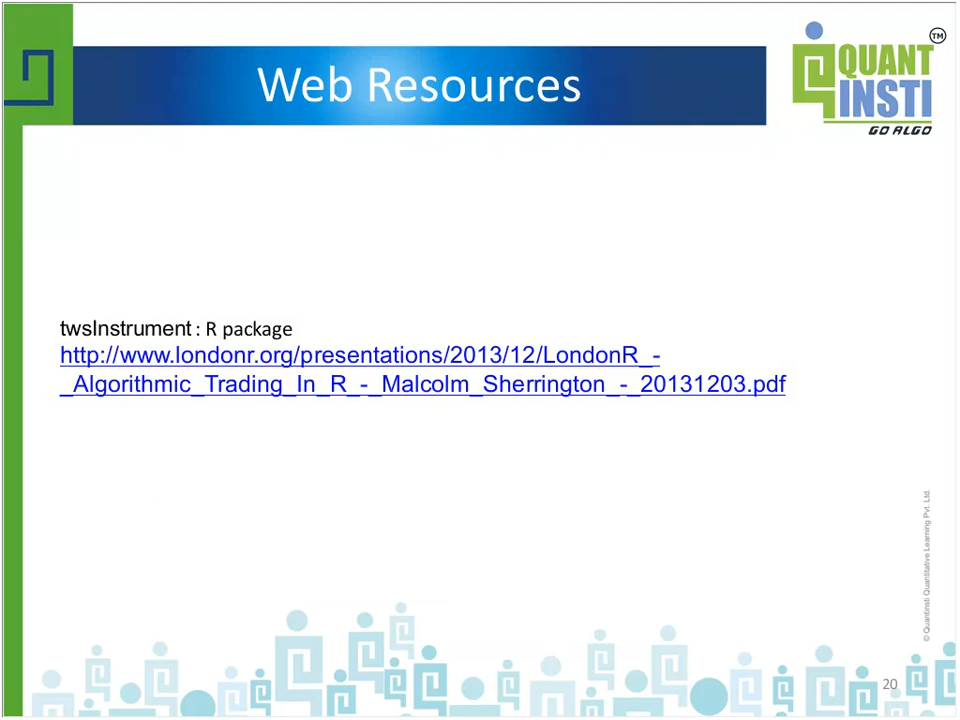 Web Resources
QUANT
INSTI
TM
GO ALGO
twsInstrument : R package
http://www.londonr.org/presentations/2013/12/LondonR_-
_Algorithmic_Trading_In_R_-_Malcolm_Sherrington_-_20131203.pdf
© Quantinsti Quantitative Learning Pvt. Ltd.
20